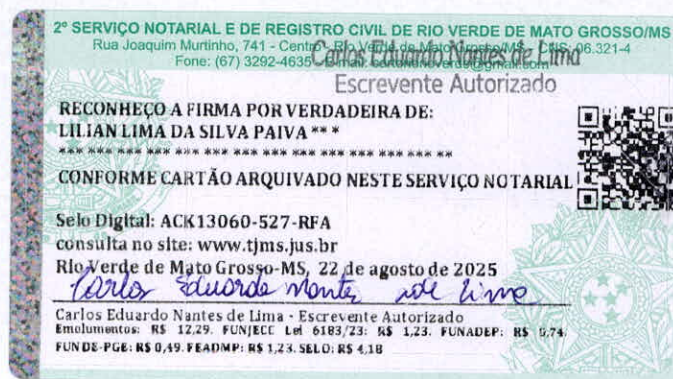 2º SERVIÇO NOTARIAL E DE REGISTRO CIVIL DE RIO VERDE DE MATO GROSSO/MS
Rua Joaquim Murtinho, 741 - Centro - Rio Verde de Mato Grosso/MS - CNS: 06.321-4
Fone: (67) 3292-4635
Carlos Eduardo Nantes de Lima
Escrevente Autorizado
RECONHEÇO A FIRMA POR VERDADEIRA DE:
LILIAN LIMA DA SILVA PAIVA ** *
*** *** *** *** *** *** *** *** *** *** *** *** *** **
CONFORME CARTÃO ARQUIVADO NESTE SERVIÇO NOTARIAL
Selo Digital: ACK13060-527-RFA
consulta no site: www.tjms.jus.br
Rio Verde de Mato Grosso-MS, 22 de agosto de 2025
Carlos Eduardo Nantes de Lima
Carlos Eduardo Nantes de Lima - Escrevente Autorizado
Emolumentos: R$ 12,29. FUNJECC Lei 6183/23: R$ 1,23. FUNADEP: R$ 0,74.
FUNDE-PGE: R$ 0,49. FEADMP: R$ 1,23. SELO: R$ 4,18